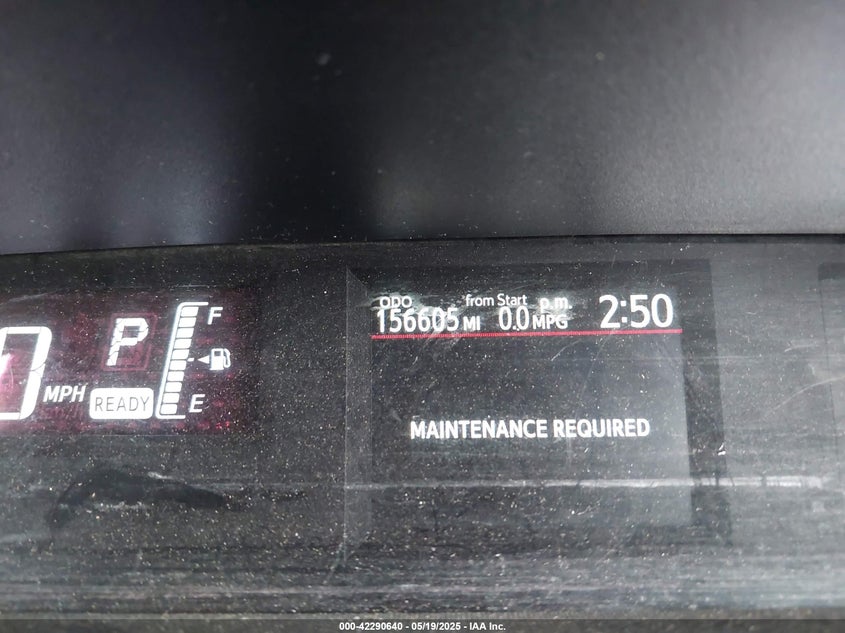 ODO from Start p.m.
156605 MI 0.0 MPG 2:50
F
P
0 MPH
READY
E
MAINTENANCE REQUIRED
000-42290640 - 05/19/2025 - IAA Inc.